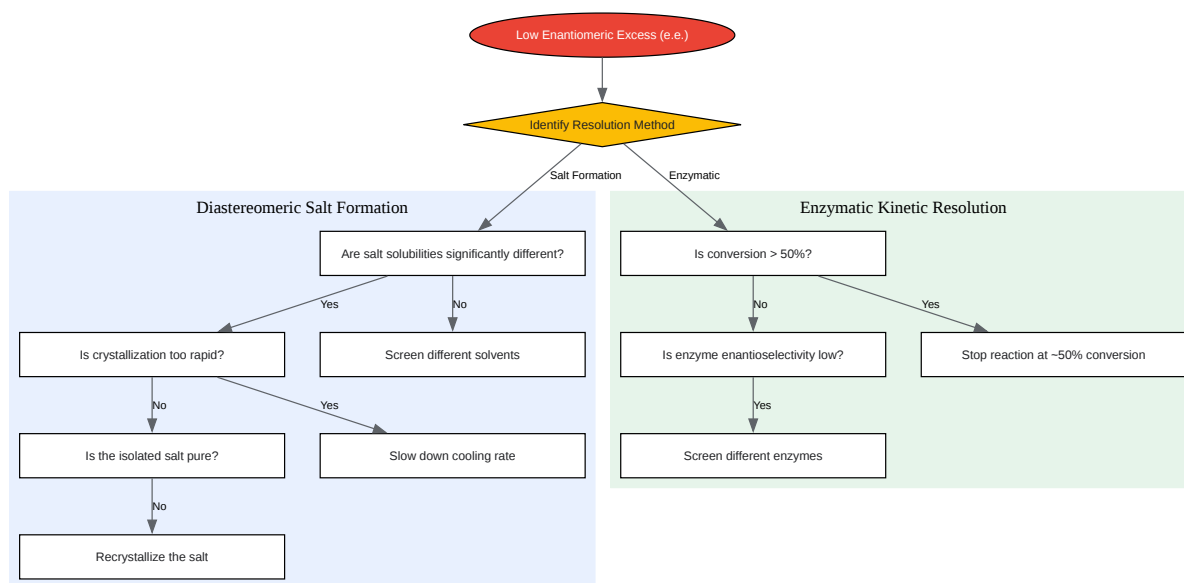 Low Enantiomeric Excess (e.e.)
Identify Resolution Method
Salt Formation
Enzymatic
Diastereomeric Salt Formation
Enzymatic Kinetic Resolution
Are salt solubilities significantly different?
Is conversion > 50%?
Yes
No
No
Yes
Is crystallization too rapid?
Screen different solvents
Is enzyme enantioselectivity low?
Stop reaction at ~50% conversion
No
Yes
Yes
Is the isolated salt pure?
Slow down cooling rate
Screen different enzymes
No
Recrystallize the salt